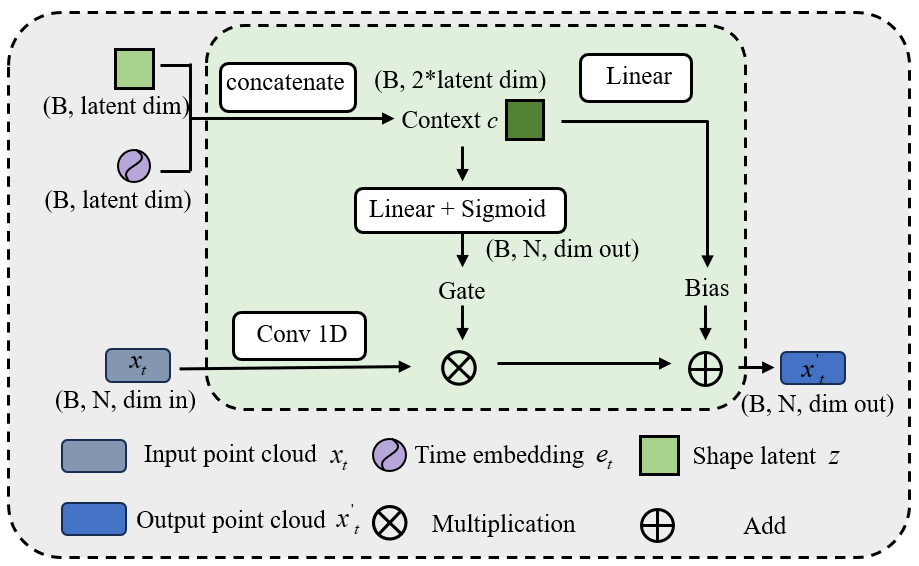 concatenate
(B, 2*latent dim)
Linear
(B, latent dim)
Context c
(B, latent dim)
Linear + Sigmoid
(B, N, dim out)
Gate
Bias
Conv 1D
x_t
x'_t
(B, N, dim in)
(B, N, dim out)
Input point cloud x_t
Time embedding e_t
Shape latent z
Output point cloud x'_t
Multiplication
Add